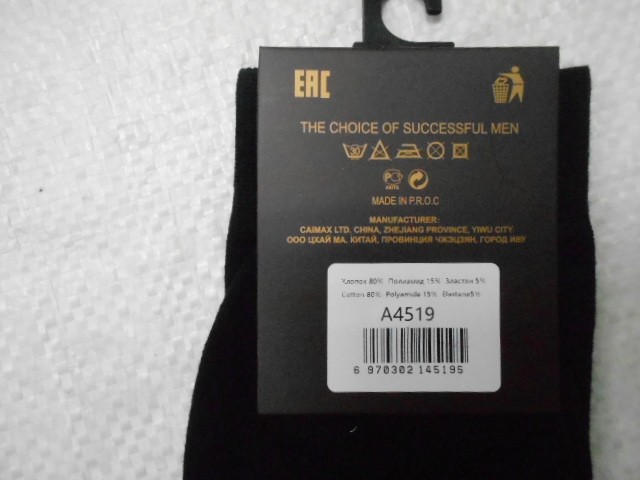 EAC
THE CHOICE OF SUCCESSFUL MEN
30
MADE IN P.R.O.C
MANUFACTURER:
CAIMAX LTD. CHINA, ZHEJIANG PROVINCE, YIWU CITY
ООО ЦХАЙ МА. КИТАЙ, ПРОВИНЦИЯ ЧЖЭЦЗЯН, ГОРОД ИВУ
Хлопок 80% Полиамид 15% Эластан 5%
Cotton 80% Polyamide 15% Elastane5%
A4519
6 970302 145195